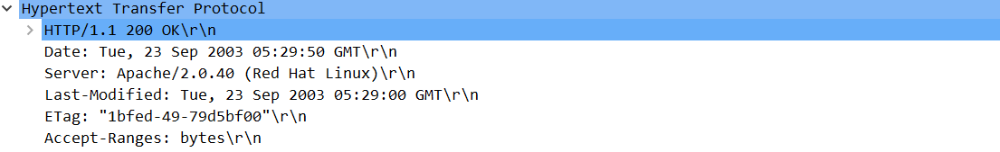 Hypertext Transfer Protocol
HTTP/1.1 200 OK\r\n
Date: Tue, 23 Sep 2003 05:29:50 GMT\r\n
Server: Apache/2.0.40 (Red Hat Linux)\r\n
Last-Modified: Tue, 23 Sep 2003 05:29:00 GMT\r\n
ETag: "1bfed-49-79d5bf00"\r\n
Accept-Ranges: bytes\r\n